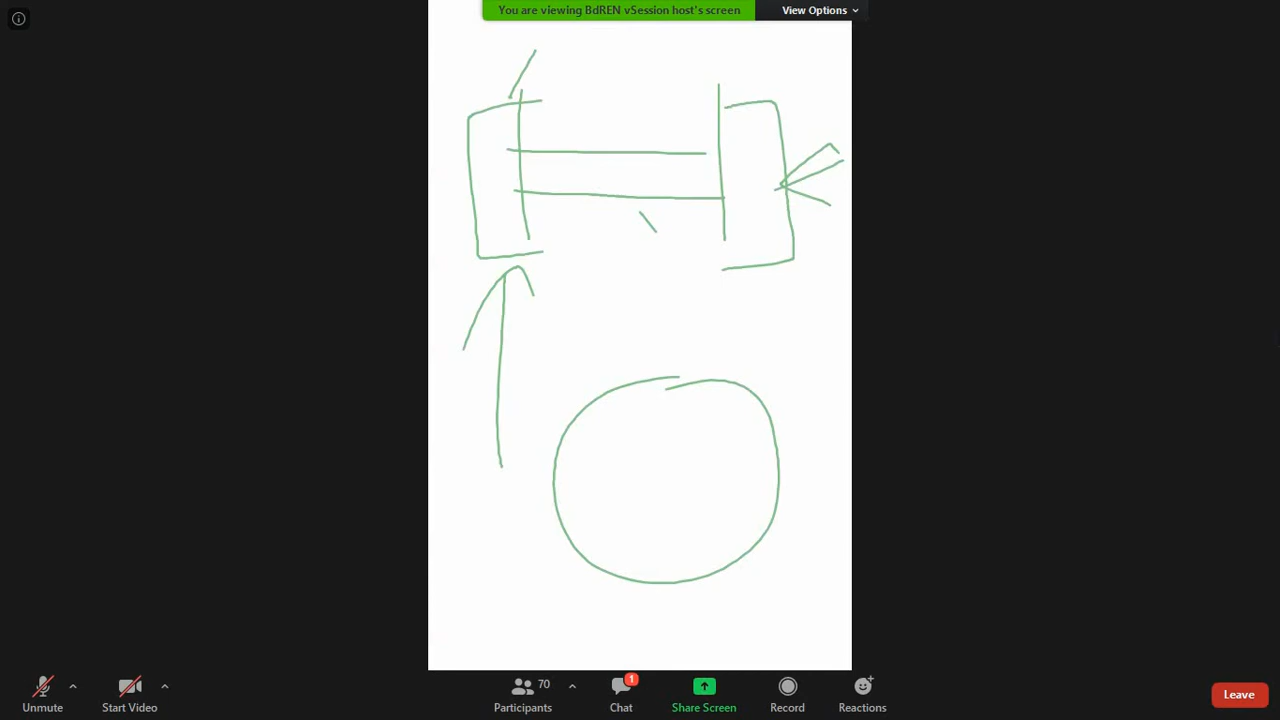 You are viewing BdREN vSession host's screen
View Options
Unmute
Start Video
70
Participants
1
Chat
Share Screen
Record
Reactions
Leave